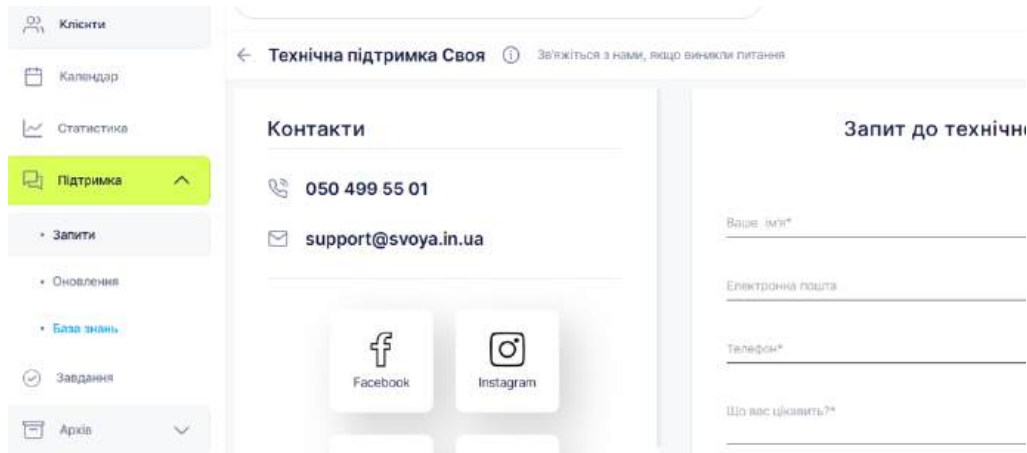 Клієнти
Календар
Статистика
Підтримка
Запити
Оновлення
База знань
Завдання
Архів
Технічна підтримка Своя
Зв'яжіться з нами, якщо виникли питання
Контакти
050 499 55 01
support@svoya.in.ua
Facebook
Instagram
Запит до технічн
Ваше ім'я*
Електронна пошта
Телефон*
Що вас цікавить?*